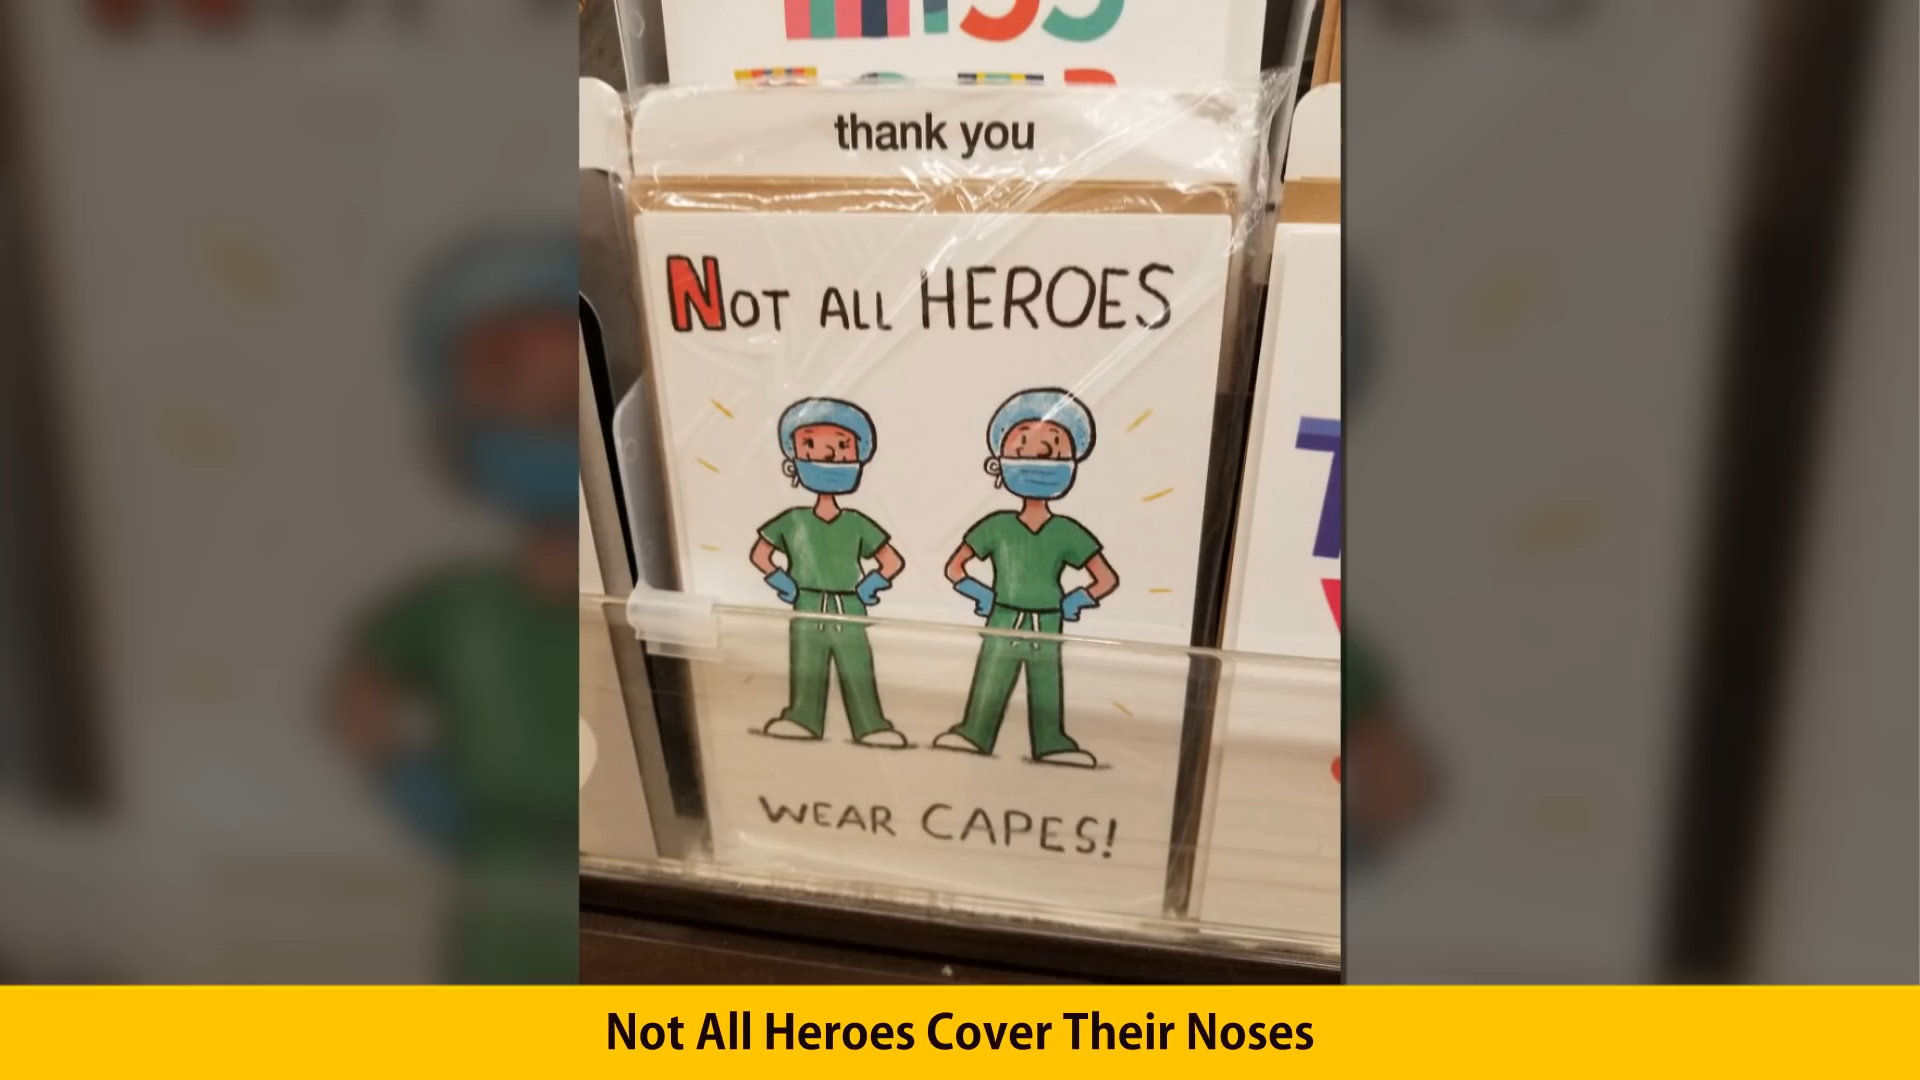 thank you
NOT ALL HEROES
WEAR CAPES!
Not All Heroes Cover Their Noses